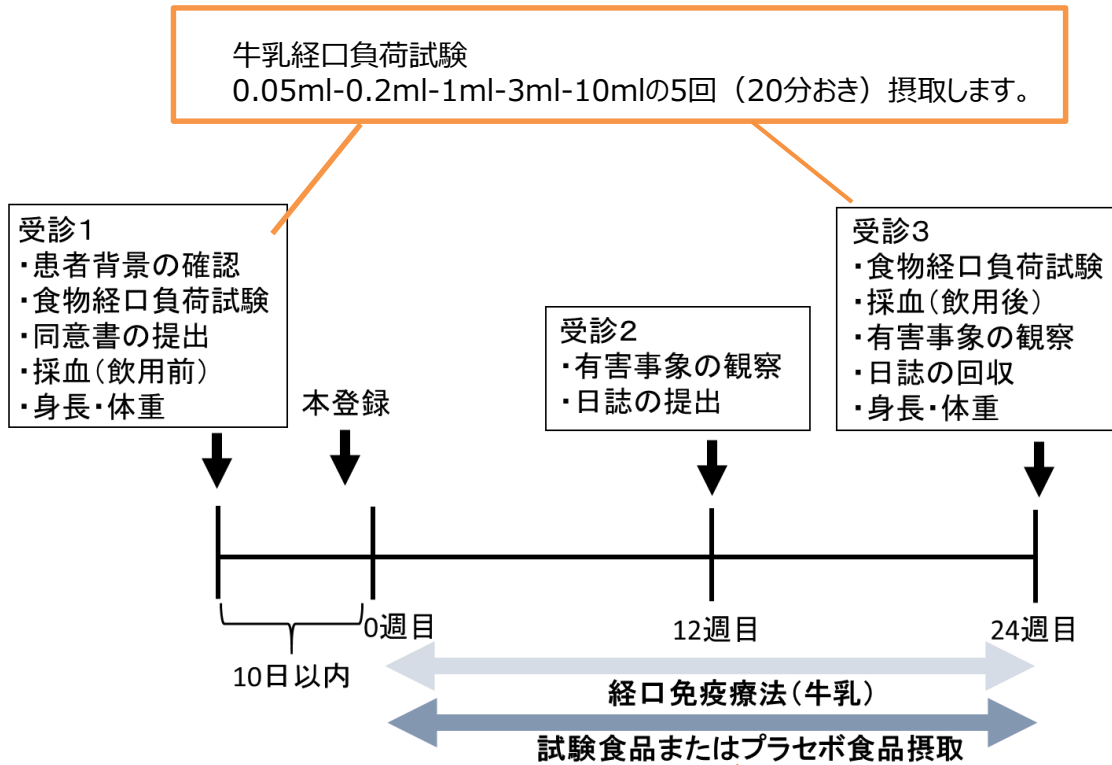 牛乳経口負荷試験
0.05ml-0.2ml-1ml-3ml-10mlの5回（20分おき）摂取します。
受診１
・患者背景の確認
・食物経口負荷試験
・同意書の提出
・採血（飲用前）
・身長・体重
本登録
受診２
・有害事象の観察
・日誌の提出
受診３
・食物経口負荷試験
・採血（飲用後）
・有害事象の観察
・日誌の回収
・身長・体重
0週目
12週目
24週目
10日以内
経口免疫療法（牛乳）
試験食品またはプラセボ食品摂取